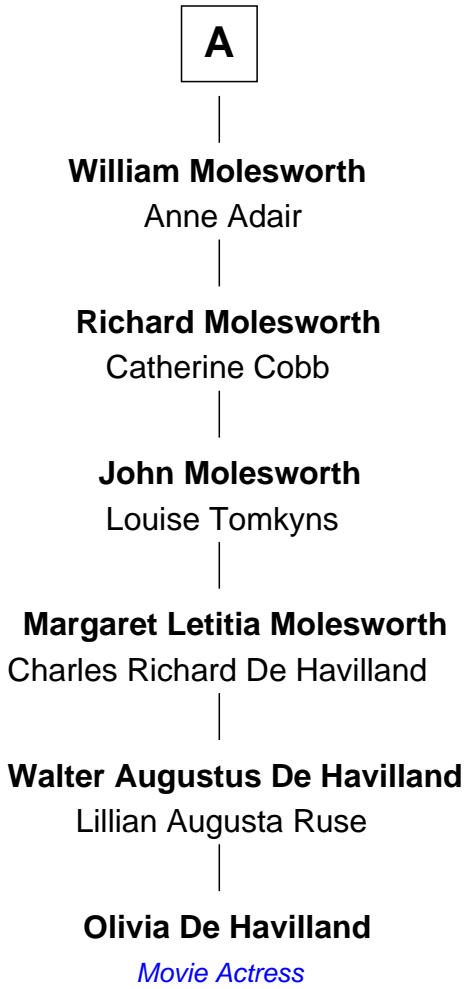 A
William Molesworth
Anne Adair
Richard Molesworth
Catherine Cobb
John Molesworth
Louise Tomkyns
Margaret Letitia Molesworth
Charles Richard De Havilland
Walter Augustus De Havilland
Lillian Augusta Ruse
Olivia De Havilland
Movie Actress